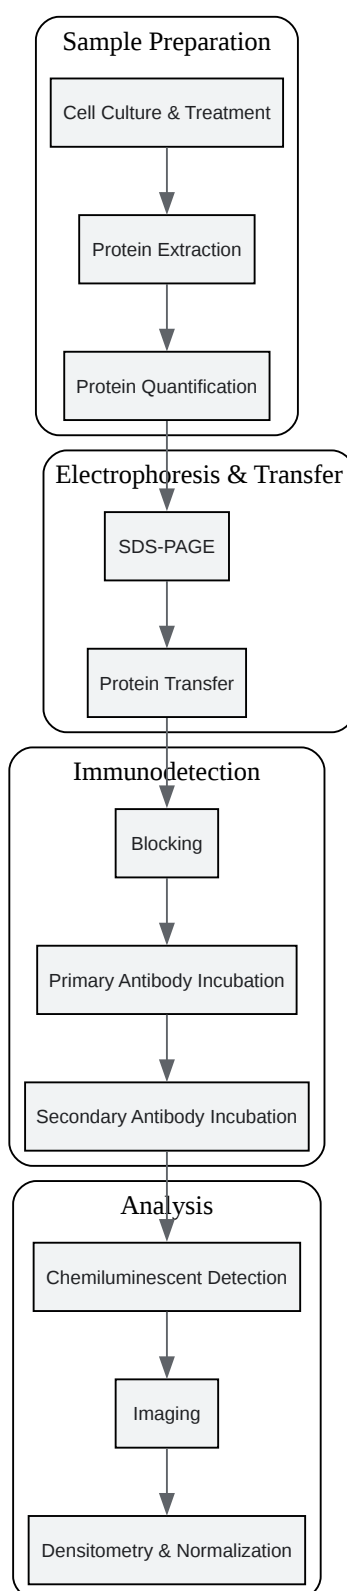 Sample Preparation
Cell Culture & Treatment
Protein Extraction
Protein Quantification
Electrophoresis & Transfer
SDS-PAGE
Protein Transfer
Immunodetection
Blocking
Primary Antibody Incubation
Secondary Antibody Incubation
Analysis
Chemiluminescent Detection
Imaging
Densitometry & Normalization